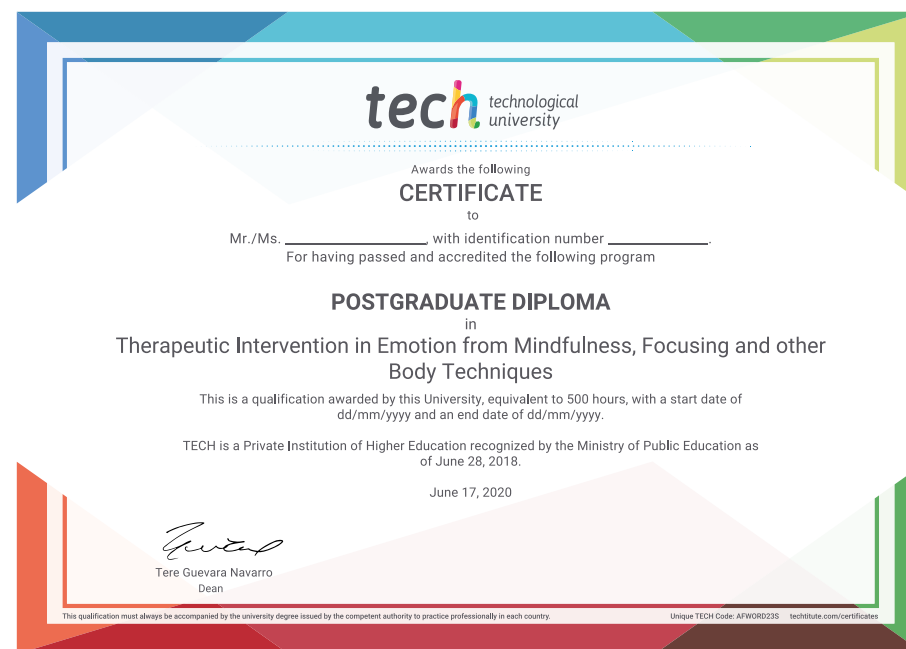 tech technological
university
Awards the following
CERTIFICATE
to
Mr./Ms. ____________, with identification number __________.
For having passed and accredited the following program
POSTGRADUATE DIPLOMA
in
Therapeutic Intervention in Emotion from Mindfulness, Focusing and other
Body Techniques
This is a qualification awarded by this University, equivalent to 500 hours, with a start date of
dd/mm/yyyy and an end date of dd/mm/yyyy.
TECH is a Private Institution of Higher Education recognized by the Ministry of Public Education as
of June 28, 2018.
June 17, 2020
Tere Guevara Navarro
Dean
This qualification must always be accompanied by the university degree issued by the competent authority to practice professionally in each country.
Unique TECH Code: AFWORD23S techtitute.com/certificates